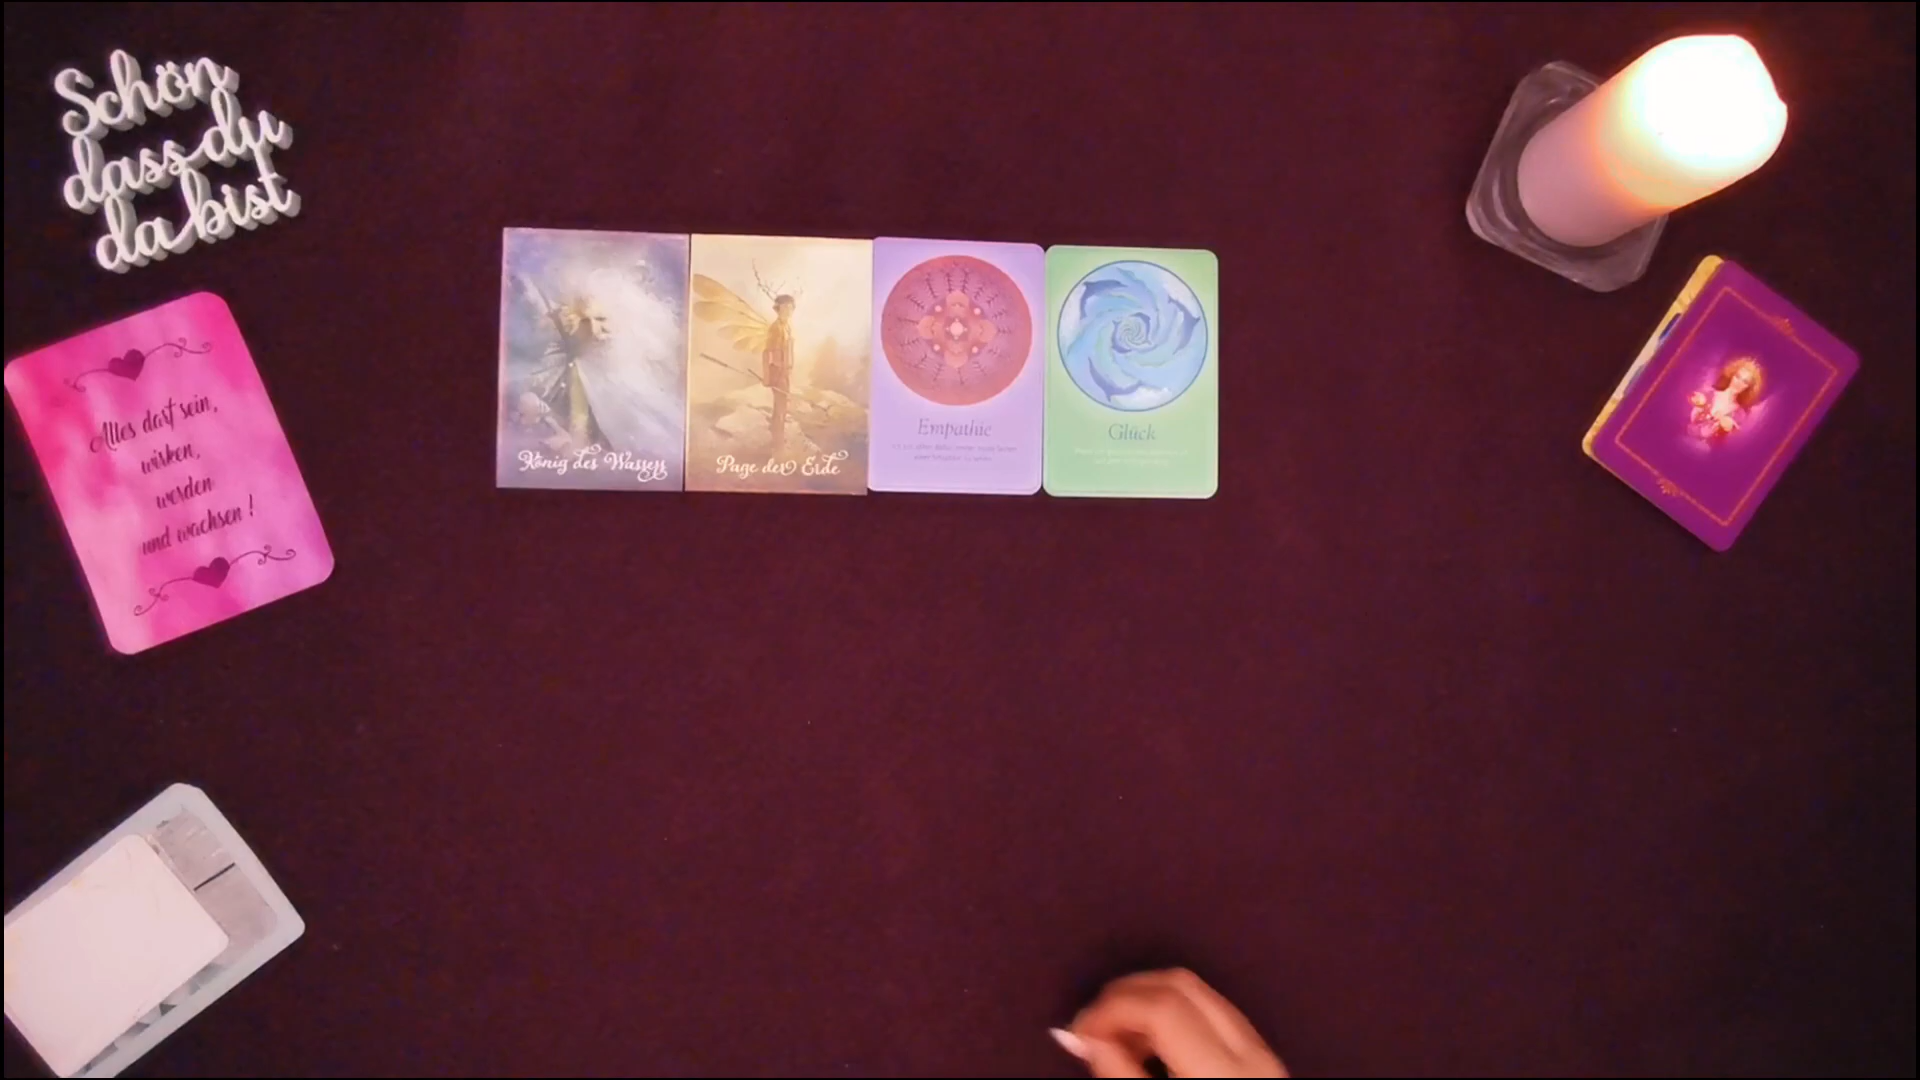 Schön
dass du
da bist
König des Wassers
Page der Erde
Empathie
Glück
Alles darf sein,
wirken,
werden
und wachsen !